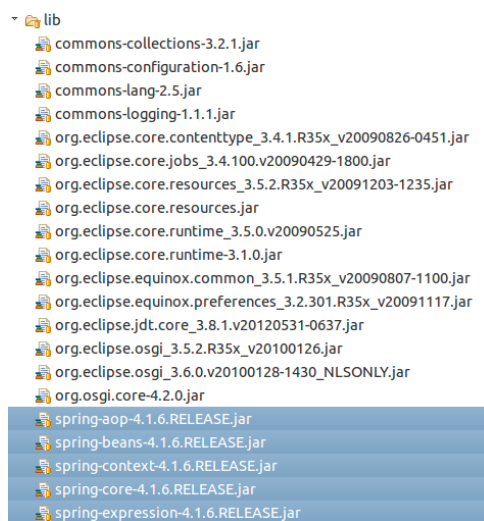 lib
commons-collections-3.2.1.jar
commons-configuration-1.6.jar
commons-lang-2.5.jar
commons-logging-1.1.1.jar
org.eclipse.core.contenttype_3.4.1.R35x_v20090826-0451.jar
org.eclipse.core.jobs_3.4.100.v20090429-1800.jar
org.eclipse.core.resources_3.5.2.R35x_v20091203-1235.jar
org.eclipse.core.resources.jar
org.eclipse.core.runtime_3.5.0.v20090525.jar
org.eclipse.core.runtime-3.1.0.jar
org.eclipse.equinox.common_3.5.1.R35x_v20090807-1100.jar
org.eclipse.equinox.preferences_3.2.301.R35x_v20091117.jar
org.eclipse.jdt.core_3.8.1.v20120531-0637.jar
org.eclipse.osgi_3.5.2.R35x_v20100126.jar
org.eclipse.osgi_3.6.0.v20100128-1430_NLSONLY.jar
org.osgi.core-4.2.0.jar
spring-aop-4.1.6.RELEASE.jar
spring-beans-4.1.6.RELEASE.jar
spring-context-4.1.6.RELEASE.jar
spring-core-4.1.6.RELEASE.jar
spring-expression-4.1.6.RELEASE.jar